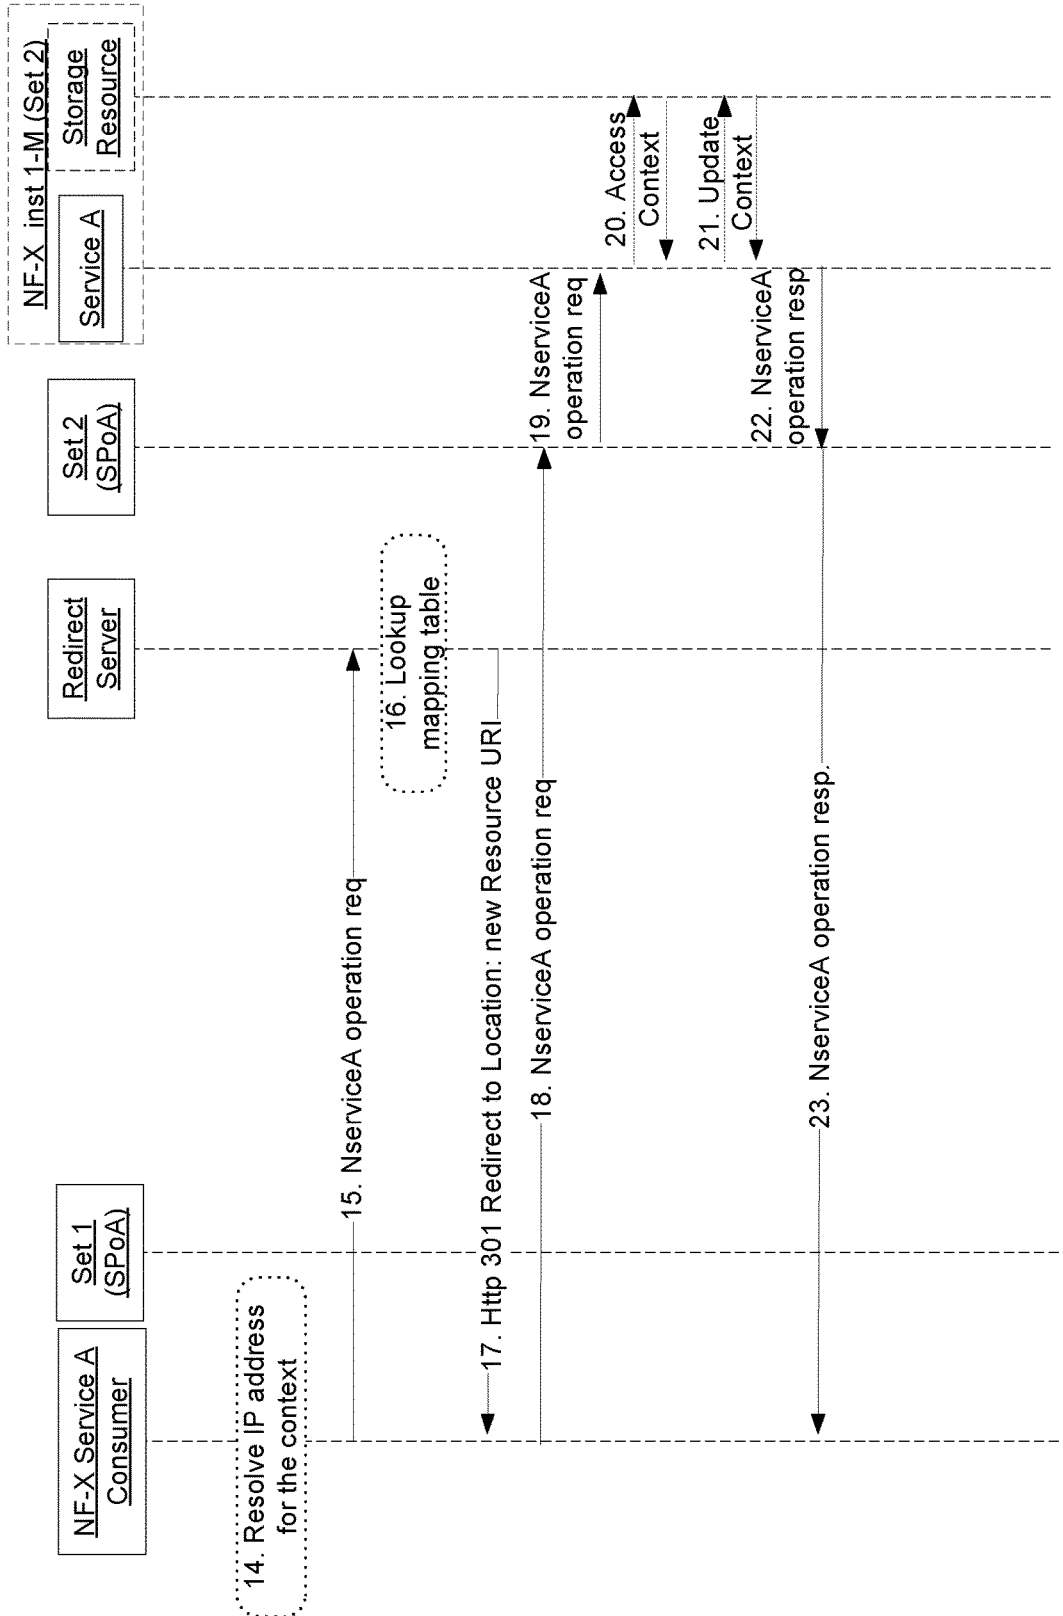 NF-X Service A
Consumer
Set 1
(SPoA)
Redirect
Server
Set 2
(SPoA)
NF-X inst 1-M (Set 2)
Service A
Storage
Resource
14. Resolve IP address
for the context
15. NserviceA operation req
16. Lookup
mapping table
17. Http 301 Redirect to Location: new Resource URI
18. NserviceA operation req
19. NserviceA
operation req
20. Access
Context
21. Update
Context
22. NserviceA
operation resp
23. NserviceA operation resp.